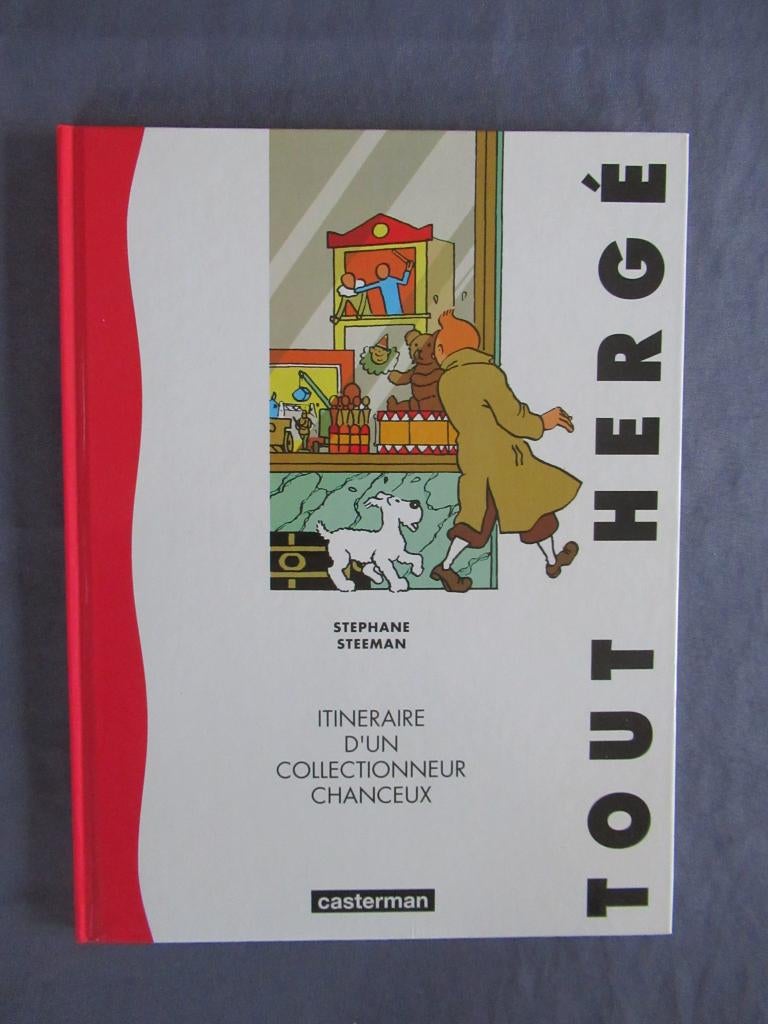 TOUT HERGÉ
STEPHANE
STEEMAN
ITINERAIRE
D'UN
COLLECTIONNEUR
CHANCEUX
casterman